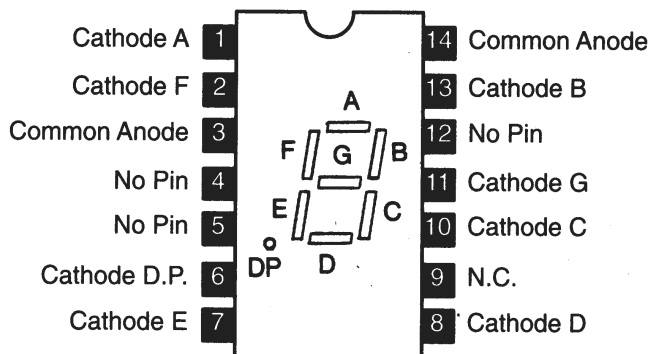 Cathode A 1
Cathode F 2
Common Anode 3
No Pin 4
No Pin 5
Cathode D.P. 6
Cathode E 7
A
F G B
E C
DP D
14 Common Anode
13 Cathode B
12 No Pin
11 Cathode G
10 Cathode C
9 N.C.
8 Cathode D